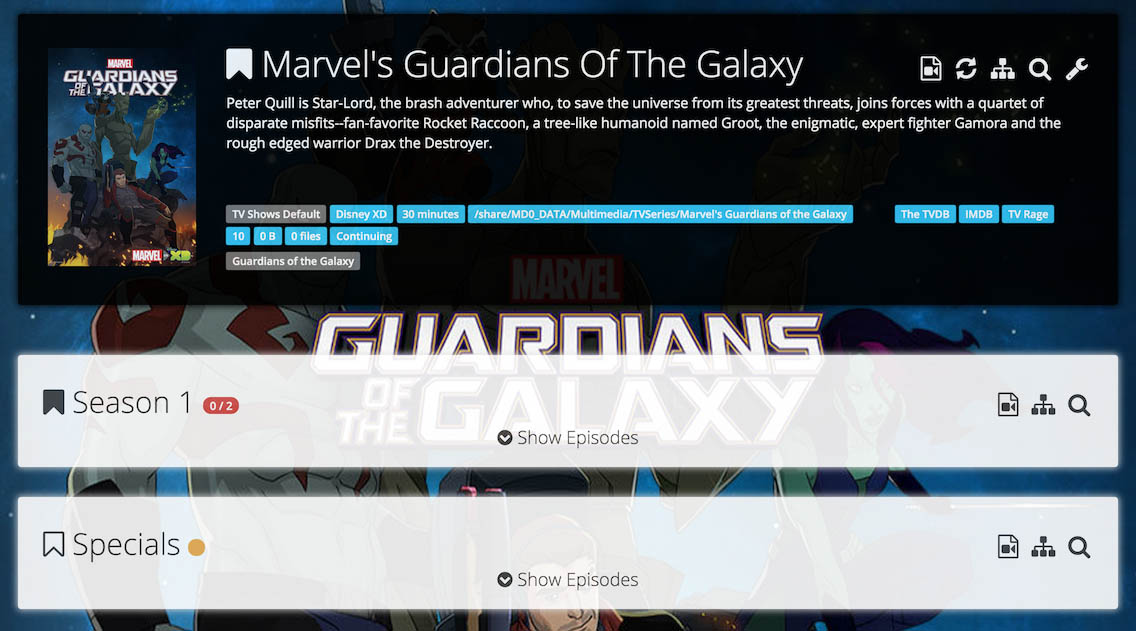 MARVEL
GUARDIANS
OF THE GALAXY
MARVEL XD
Marvel's Guardians Of The Galaxy
Peter Quill is Star-Lord, the brash adventurer who, to save the universe from its greatest threats, joins forces with a quartet of
disparate misfits--fan-favorite Rocket Raccoon, a tree-like humanoid named Groot, the enigmatic, expert fighter Gamora and the
rough edged warrior Drax the Destroyer.
TV Shows Default Disney XD 30 minutes /share/MD0_DATA/Multimedia/TVSeries/Marvel's Guardians of the Galaxy The TVDB IMDB TV Rage
10 0 B 0 files Continuing
Guardians of the Galaxy
MARVEL
GUARDIANS
OF THE GALAXY
Season 1 0 / 2
Show Episodes
Specials
Show Episodes